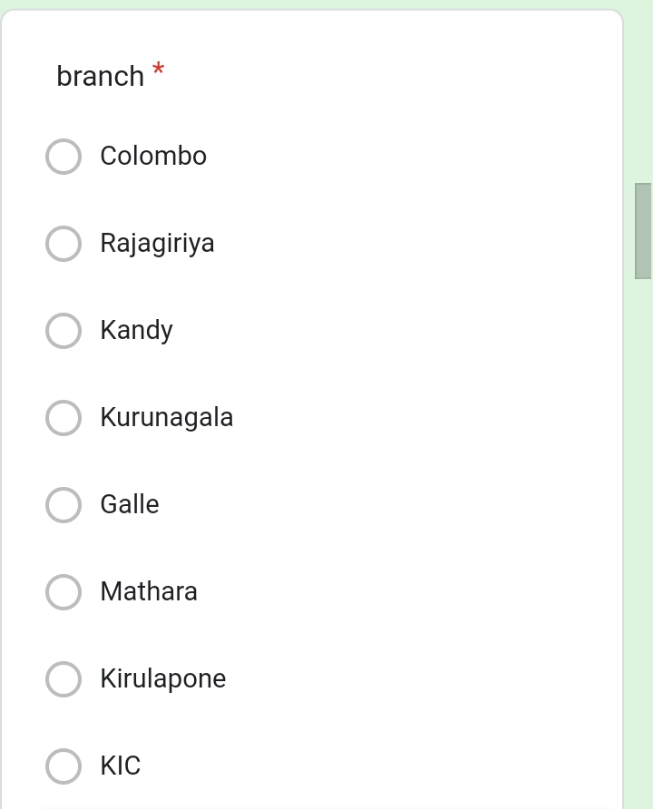 branch *
Colombo
Rajagiriya
Kandy
Kurunagala
Galle
Mathara
Kirulapone
KIC